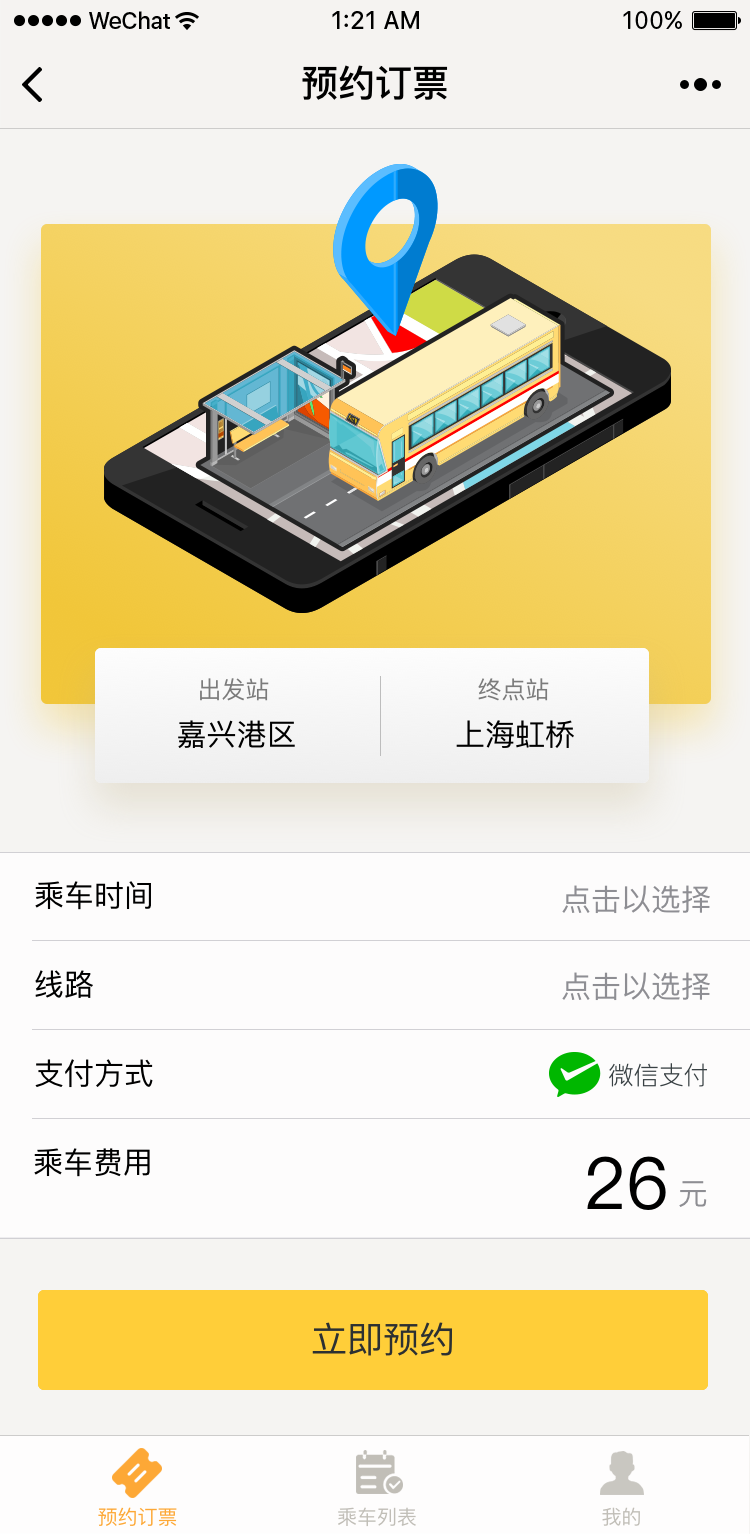 WeChat 1:21 AM 100%
预约订票
出发站 终点站
嘉兴港区 上海虹桥
乘车时间 点击以选择
线路 点击以选择
支付方式 微信支付
乘车费用 26 元
立即预约
预约订票 乘车列表 我的